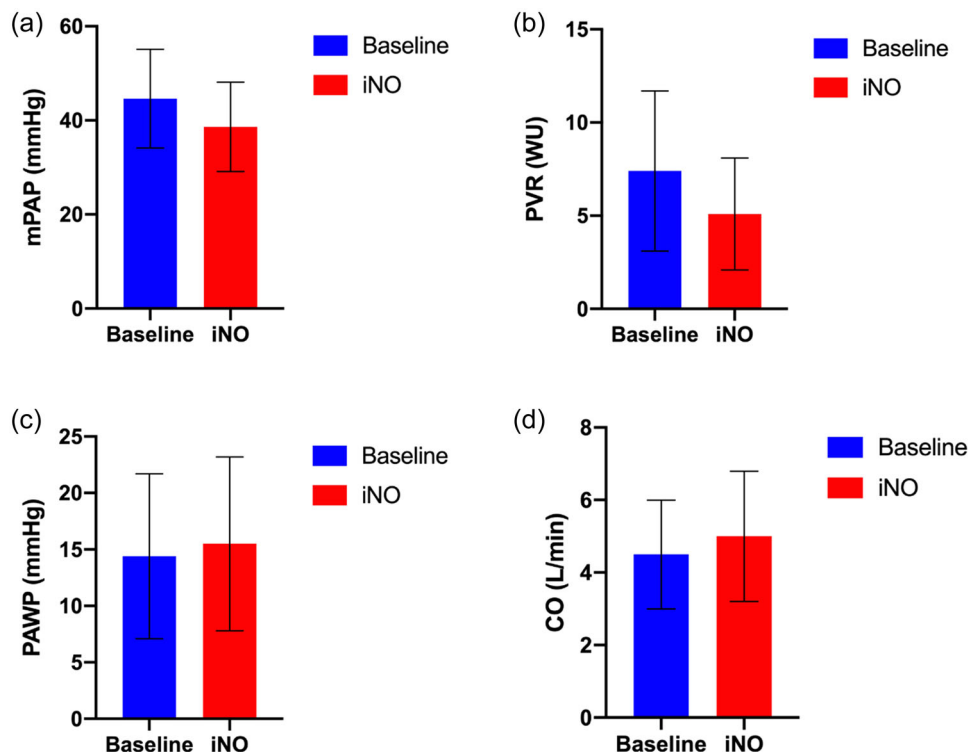 (a)
60
40
20
0
mPAP (mmHg)
Baseline iNO
Baseline
iNO
(b)
15
10
5
0
PVR (WU)
Baseline iNO
Baseline
iNO
(c)
25
20
15
10
5
0
PAWP (mmHg)
Baseline iNO
Baseline
iNO
(d)
8
6
4
2
0
CO (L/min)
Baseline iNO
Baseline
iNO